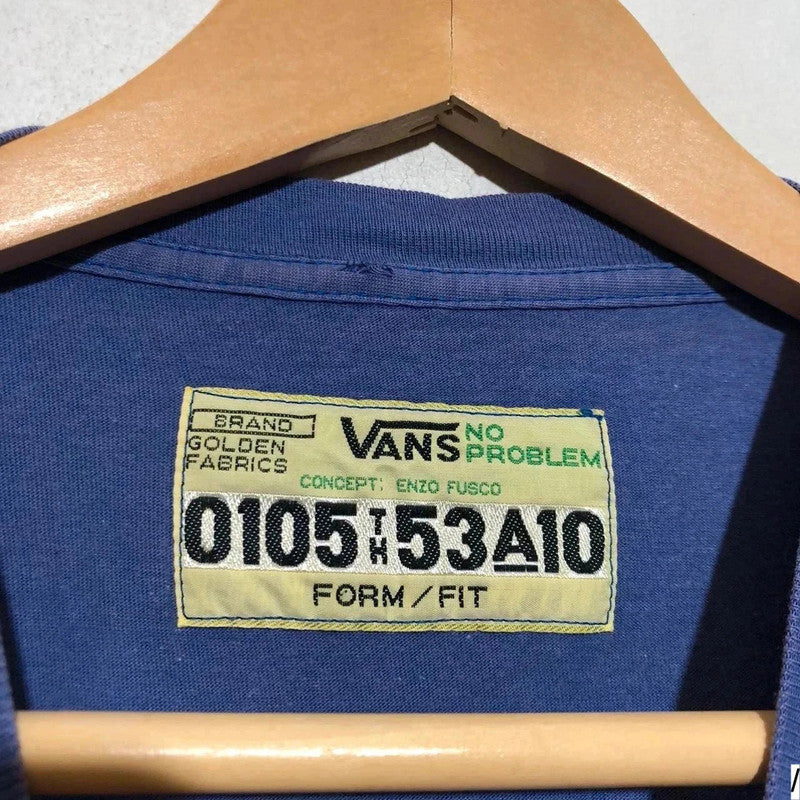 BRAND
GOLDEN
FABRICS
VANS NO
PROBLEM
CONCEPT: ENZO FUSCO
0105 TH 53A10
FORM/FIT